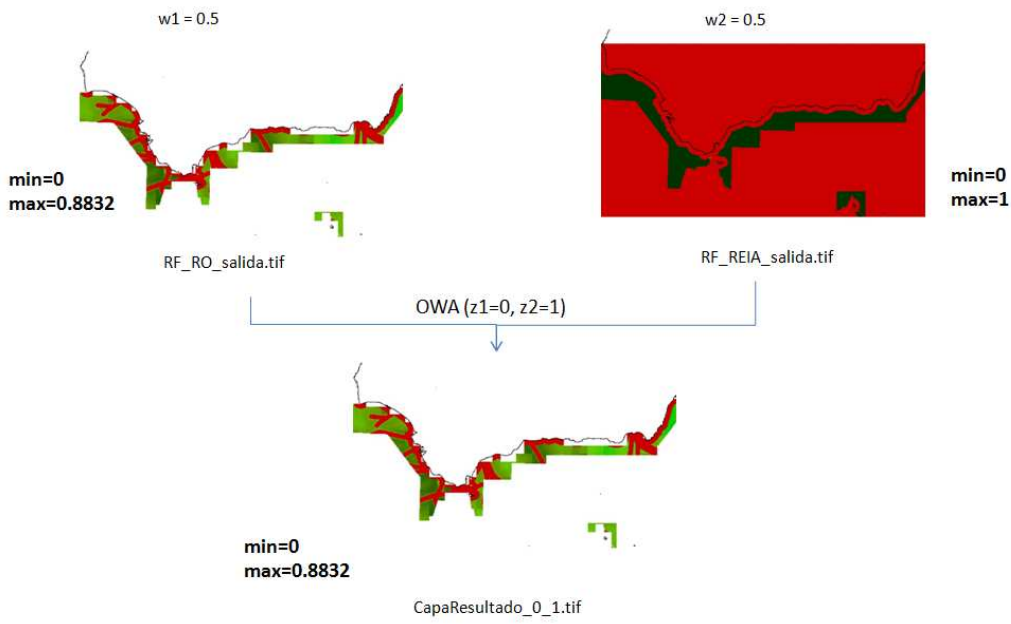 w1 = 0.5
w2 = 0.5
min=0
max=0.8832
min=0
max=1
RF_RO_salida.tif
RF_REIA_salida.tif
OWA (z1=0, z2=1)
min=0
max=0.8832
CapaResultado_0_1.tif